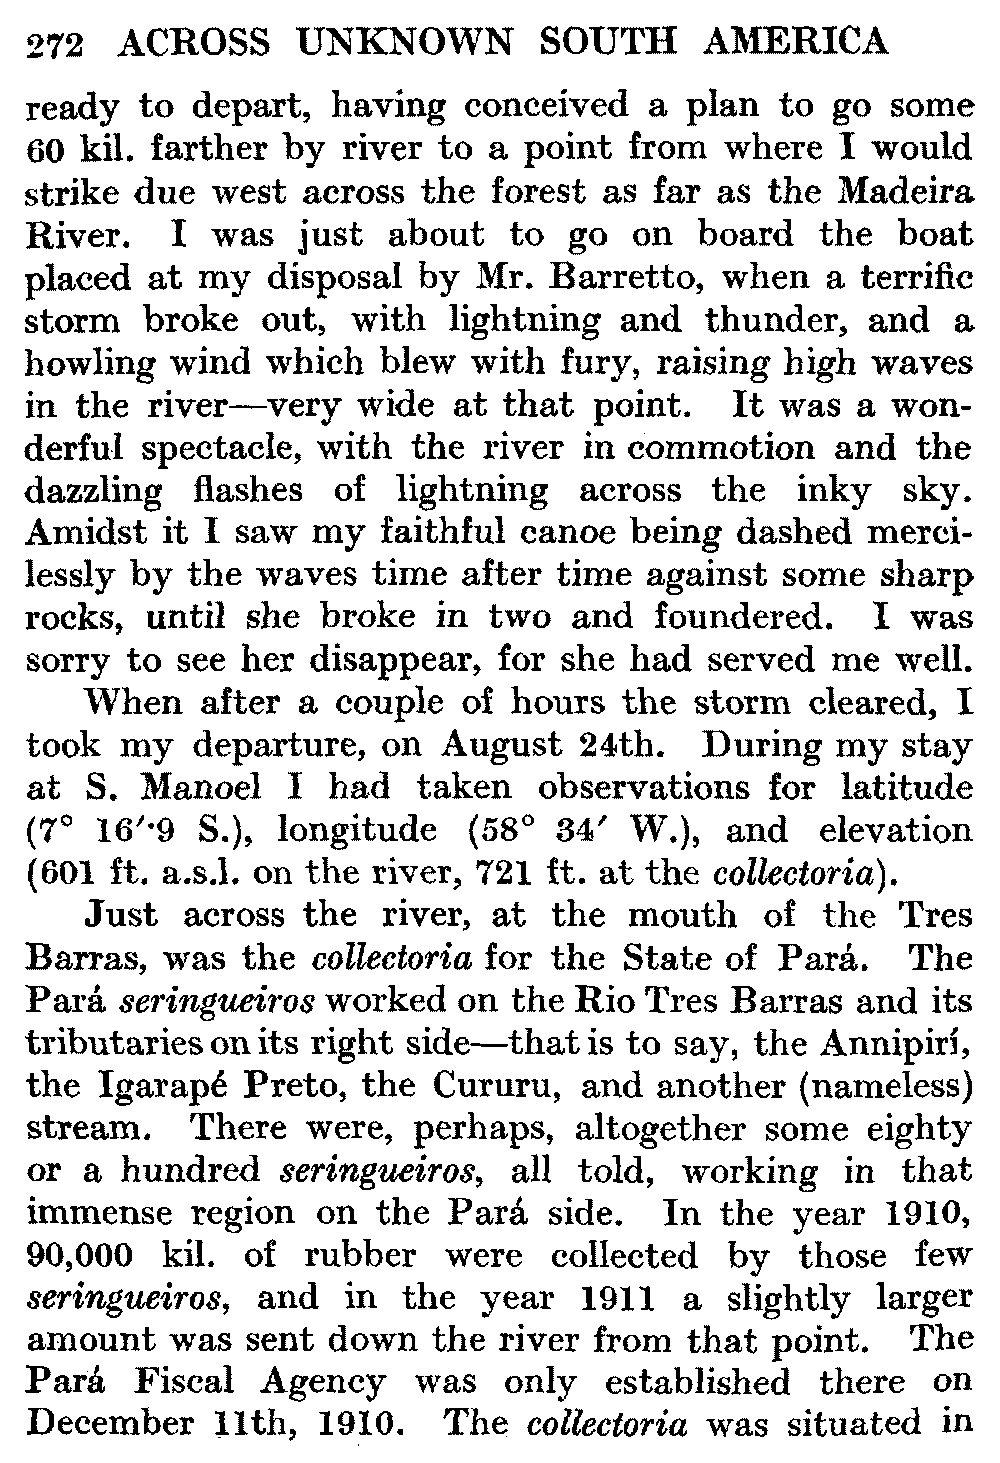 272 ACROSS UNKNOWN SOUTH AMERICA
ready to depart, having conceived a plan to go some
60 kil. farther by river to a point from where I would
strike due west across the forest as far as the Madeira
River. I was just about to go on board the boat
placed at my disposal by Mr. Barretto, when a terrific
storm broke out, with lightning and thunder, and a
howling wind which blew with fury, raising high waves
in the river—very wide at that point. It was a won-
derful spectacle, with the river in commotion and the
dazzling flashes of lightning across the inky sky.
Amidst it I saw my faithful canoe being dashed merci-
lessly by the waves time after time against some sharp
rocks, until she broke in two and foundered. I was
sorry to see her disappear, for she had served me well.
When after a couple of hours the storm cleared, I
took my departure, on August 24th. During my stay
at S. Manoel I had taken observations for latitude
(7° 16′·9 S.), longitude (58° 34′ W.), and elevation
(601 ft. a.s.l. on the river, 721 ft. at the collectoria).
Just across the river, at the mouth of the Tres
Barras, was the collectoria for the State of Pará. The
Pará seringueiros worked on the Rio Tres Barras and its
tributaries on its right side—that is to say, the Annipirí,
the Igarapé Preto, the Cururu, and another (nameless)
stream. There were, perhaps, altogether some eighty
or a hundred seringueiros, all told, working in that
immense region on the Pará side. In the year 1910,
90,000 kil. of rubber were collected by those few
seringueiros, and in the year 1911 a slightly larger
amount was sent down the river from that point. The
Pará Fiscal Agency was only established there on
December 11th, 1910. The collectoria was situated in